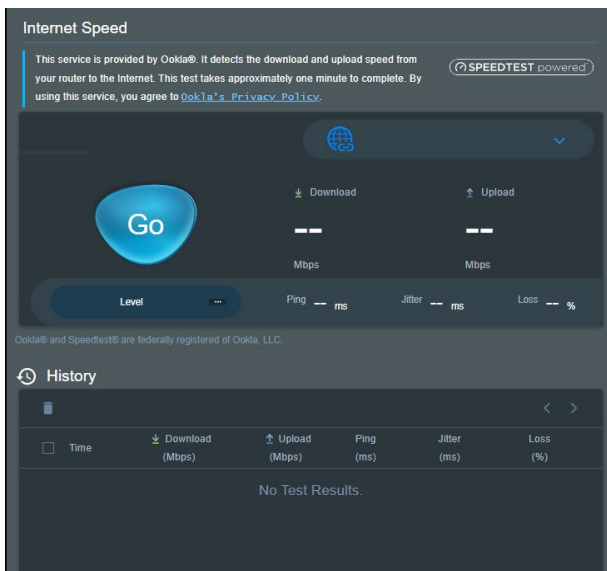 Internet Speed
This service is provided by Ookla®. It detects the download and upload speed from
your router to the Internet. This test takes approximately one minute to complete. By
using this service, you agree to Ookla's Privacy Policy.
SPEEDTEST powered
Go
Download Upload
-- --
Mbps Mbps
Level ... Ping -- ms Jitter -- ms Loss -- %
Ookla® and Speedtest® are federally registered of Ookla, LLC.
History
Time Download (Mbps) Upload (Mbps) Ping (ms) Jitter (ms) Loss (%)
No Test Results.